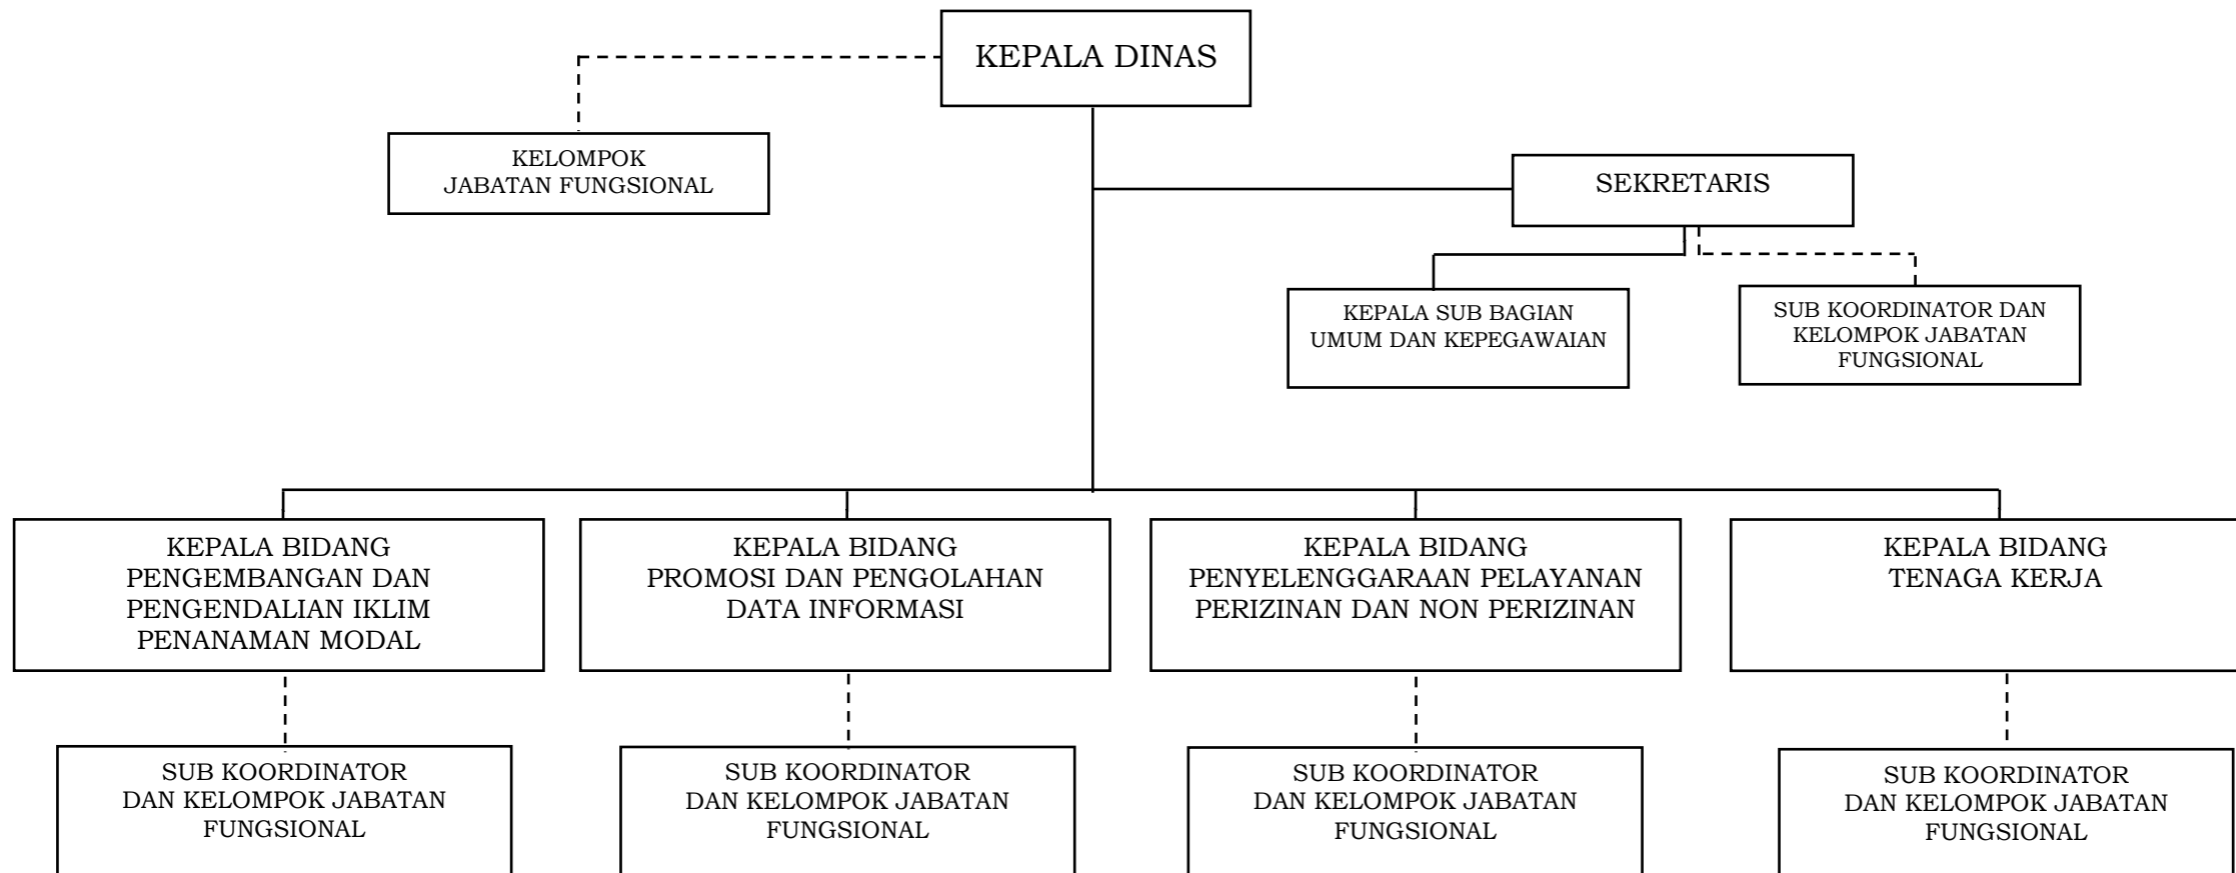 KEPALA DINAS
KELOMPOK
JABATAN FUNGSIONAL
SEKRETARIS
KEPALA SUB BAGIAN
UMUM DAN KEPEGAWAIAN
SUB KOORDINATOR DAN
KELOMPOK JABATAN
FUNGSIONAL
KEPALA BIDANG
PENGEMBANGAN DAN
PENGENDALIAN IKLIM
PENANAMAN MODAL
KEPALA BIDANG
PROMOSI DAN PENGOLAHAN
DATA INFORMASI
KEPALA BIDANG
PENYELENGGARAAN PELAYANAN
PERIZINAN DAN NON PERIZINAN
KEPALA BIDANG
TENAGA KERJA
SUB KOORDINATOR
DAN KELOMPOK JABATAN
FUNGSIONAL
SUB KOORDINATOR
DAN KELOMPOK JABATAN
FUNGSIONAL
SUB KOORDINATOR
DAN KELOMPOK JABATAN
FUNGSIONAL
SUB KOORDINATOR
DAN KELOMPOK JABATAN
FUNGSIONAL